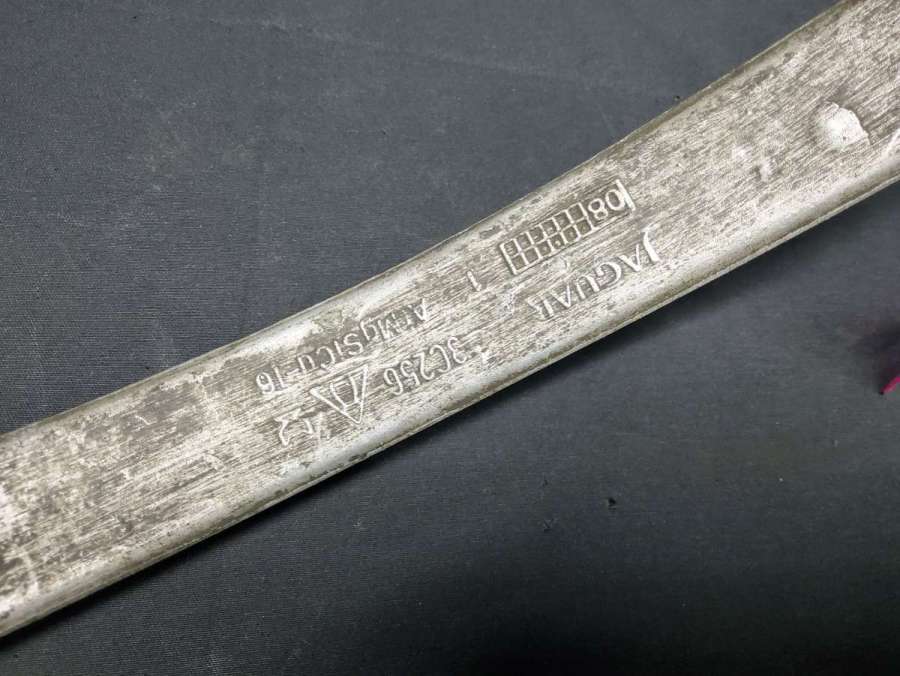 08
JAGUAR
1
3C256
AlMgSiCu-T6